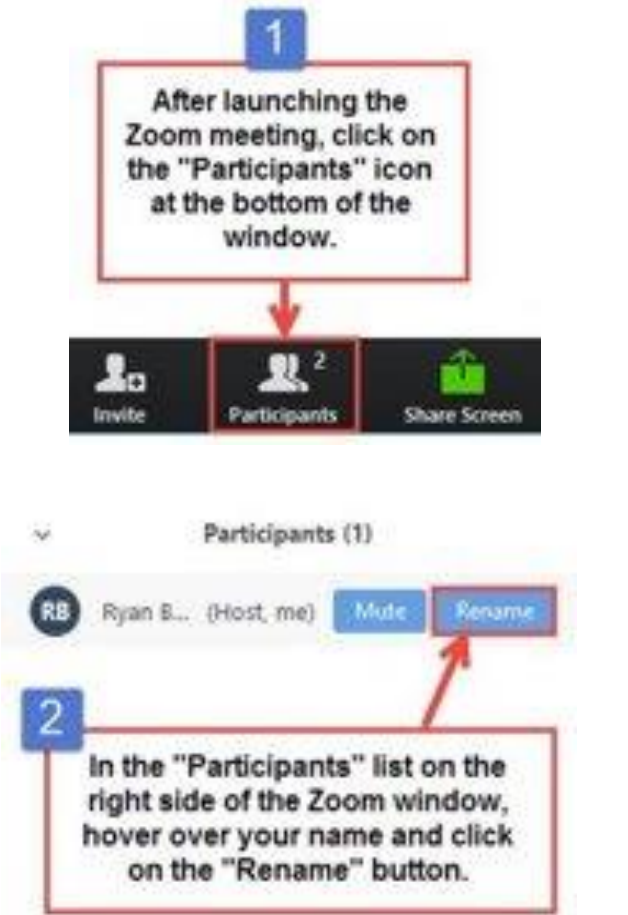 1
After launching the
Zoom meeting, click on
the "Participants" icon
at the bottom of the
window.
2
Invite
Participants
Share Screen
Participants (1)
RB Ryan B... (Host, me) Mute Rename
2
In the "Participants" list on the
right side of the Zoom window,
hover over your name and click
on the "Rename" button.